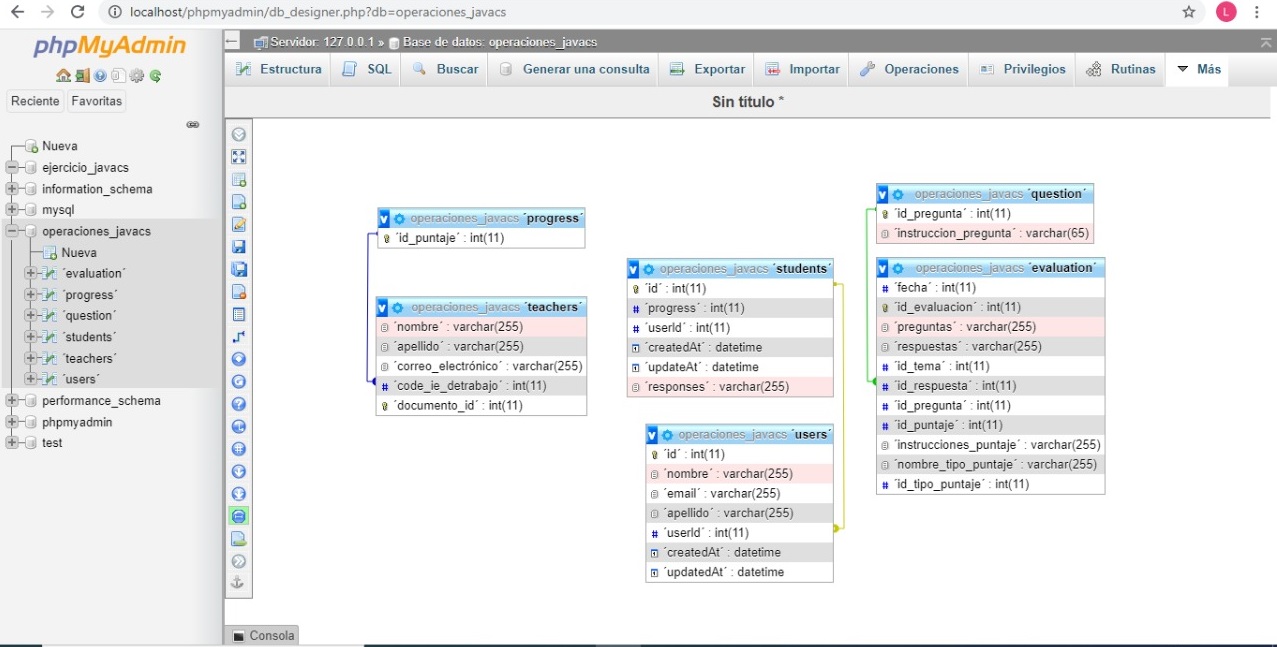 localhost/phpmyadmin/db_designer.php?db=operaciones_javacs
L
phpMyAdmin
Reciente
Favoritas
Nueva
ejercicio_javacs
information_schema
mysql
operaciones_javacs
Nueva
´evaluation´
´progress´
´question´
´students´
´teachers´
´users´
performance_schema
phpmyadmin
test
Servidor: 127.0.0.1 » Base de datos: operaciones_javacs
Estructura
SQL
Buscar
Generar una consulta
Exportar
Importar
Operaciones
Privilegios
Rutinas
Más
Sin título *
operaciones_javacs ´progress´
´id_puntaje´ : int(11)
operaciones_javacs ´teachers´
´nombre´ : varchar(255)
´apellido´ : varchar(255)
´correo_electrónico´ : varchar(255)
´code_ie_detrabajo´ : int(11)
´documento_id´ : int(11)
operaciones_javacs ´students´
´id´ : int(11)
´progress´ : int(11)
´userId´ : int(11)
´createdAt´ : datetime
´updateAt´ : datetime
´responses´ : varchar(255)
operaciones_javacs ´users´
´id´ : int(11)
´nombre´ : varchar(255)
´email´ : varchar(255)
´apellido´ : varchar(255)
´userId´ : int(11)
´createdAt´ : datetime
´updatedAt´ : datetime
operaciones_javacs ´question´
´id_pregunta´ : int(11)
´instruccion_pregunta´ : varchar(65)
operaciones_javacs ´evaluation´
´fecha´ : int(11)
´id_evaluacion´ : int(11)
´preguntas´ : varchar(255)
´respuestas´ : varchar(255)
´id_tema´ : int(11)
´id_respuesta´ : int(11)
´id_pregunta´ : int(11)
´id_puntaje´ : int(11)
´instrucciones_puntaje´ : varchar(255)
´nombre_tipo_puntaje´ : varchar(255)
´id_tipo_puntaje´ : int(11)
Consola